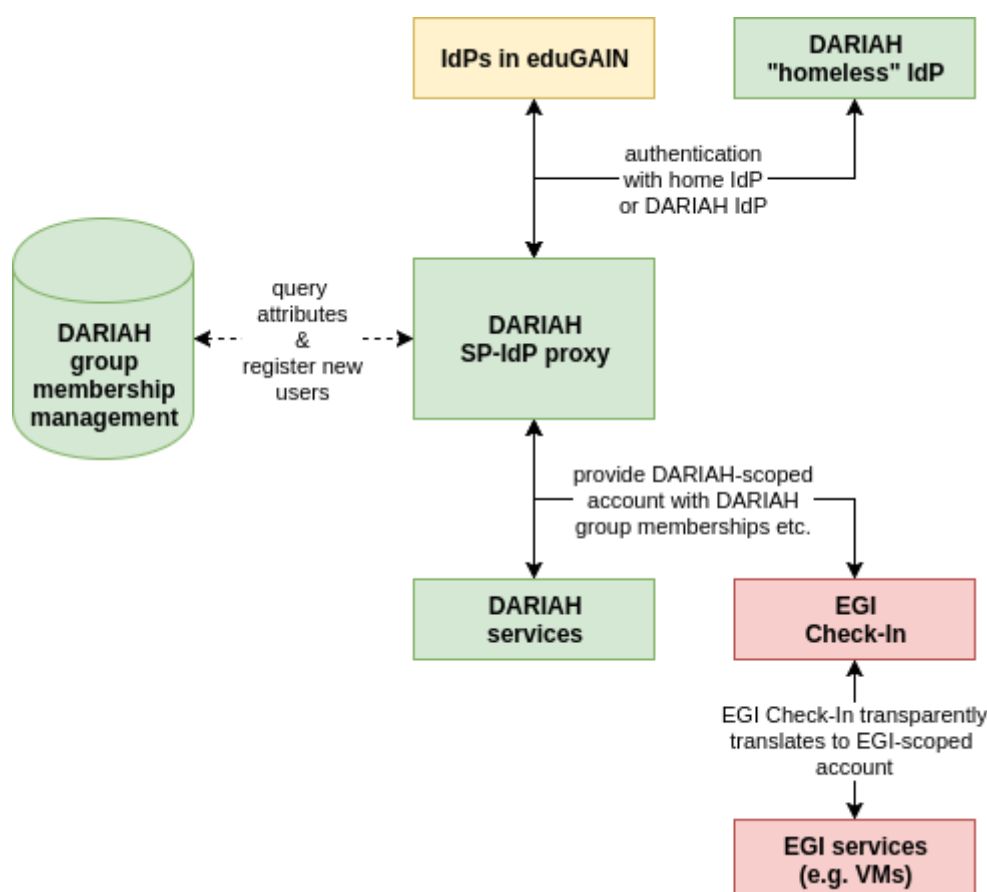 IdPs in eduGAIN
DARIAH
"homeless" IdP
authentication
with home IdP
or DARIAH IdP
DARIAH
group
membership
management
query
attributes
&
register new
users
DARIAH
SP-IdP proxy
provide DARIAH-scoped
account with DARIAH
group memberships etc.
DARIAH
services
EGI
Check-In
EGI Check-In transparently
translates to EGI-scoped
account
EGI services
(e.g. VMs)